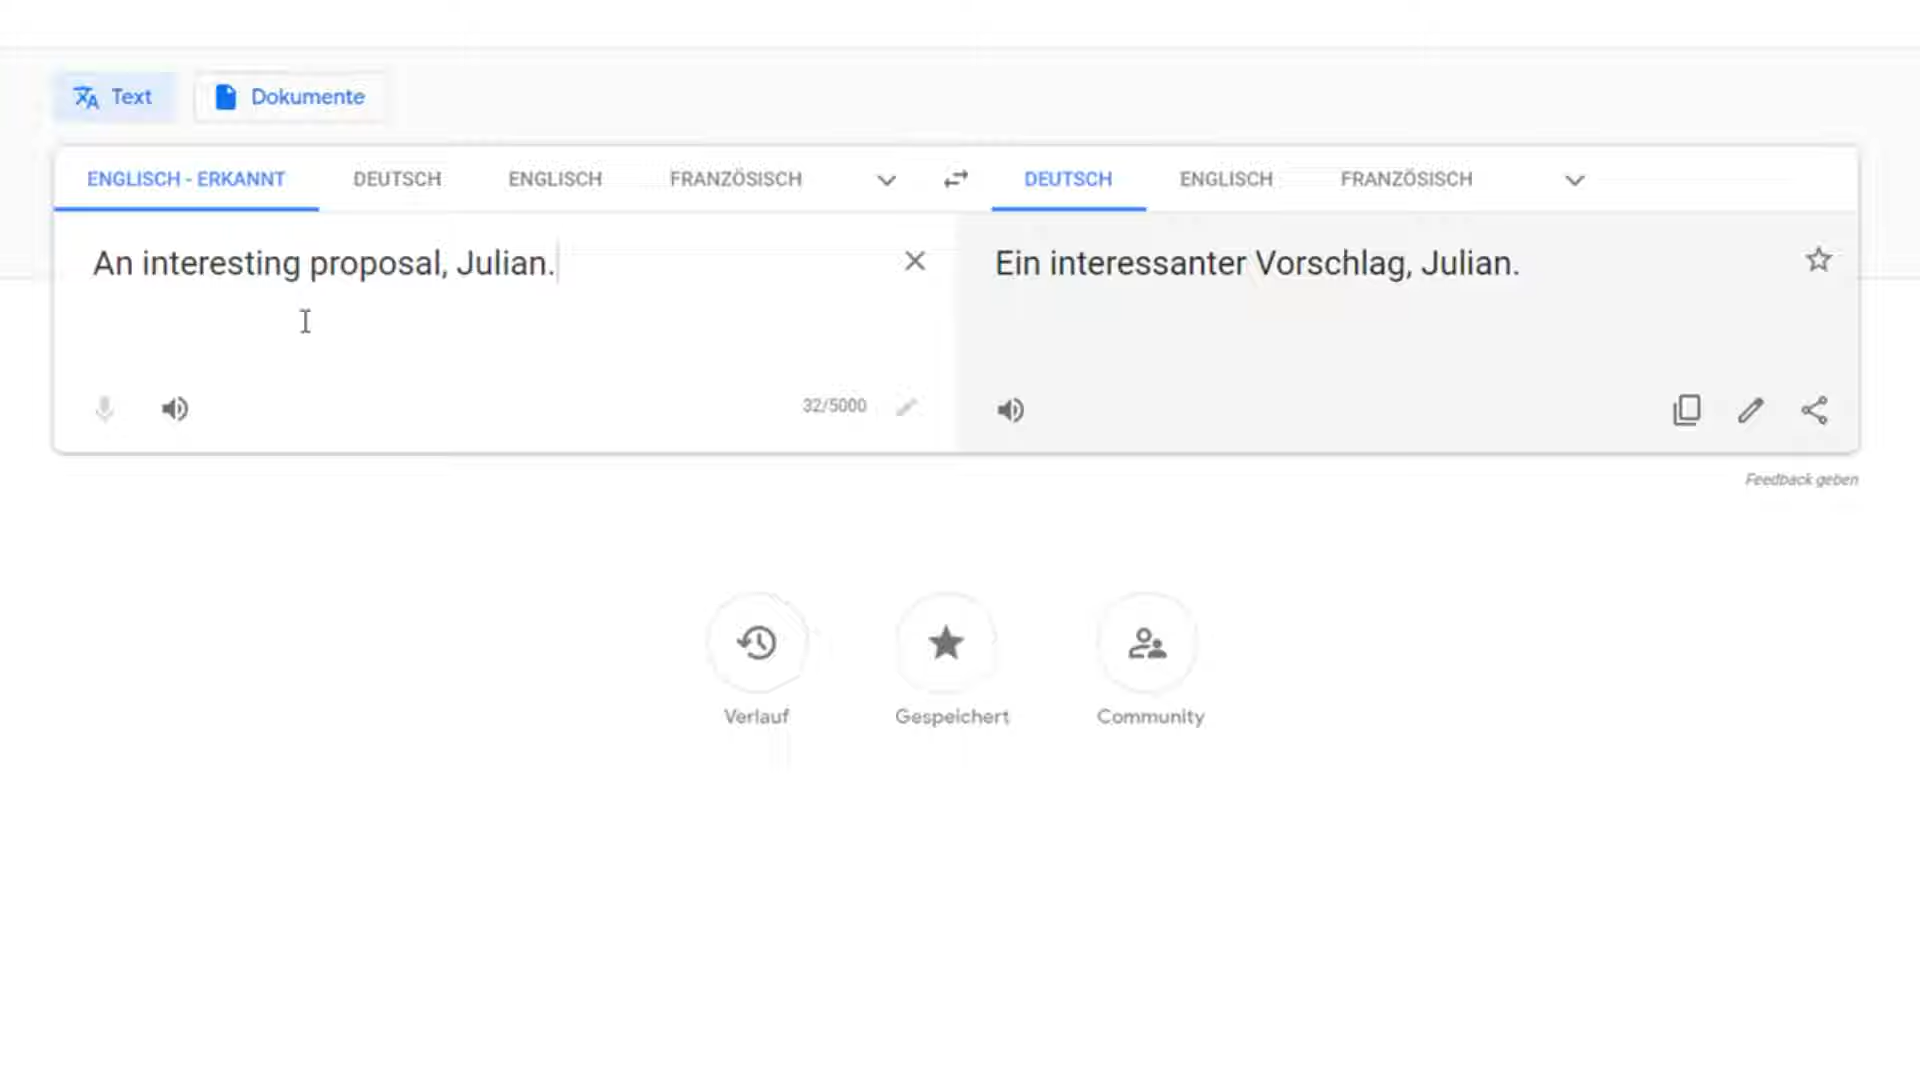 Text
Dokumente
ENGLISCH - ERKANNT
DEUTSCH
ENGLISCH
FRANZÖSISCH
DEUTSCH
ENGLISCH
FRANZÖSISCH
An interesting proposal, Julian.
Ein interessanter Vorschlag, Julian.
32/5000
Feedback geben
Verlauf
Gespeichert
Community